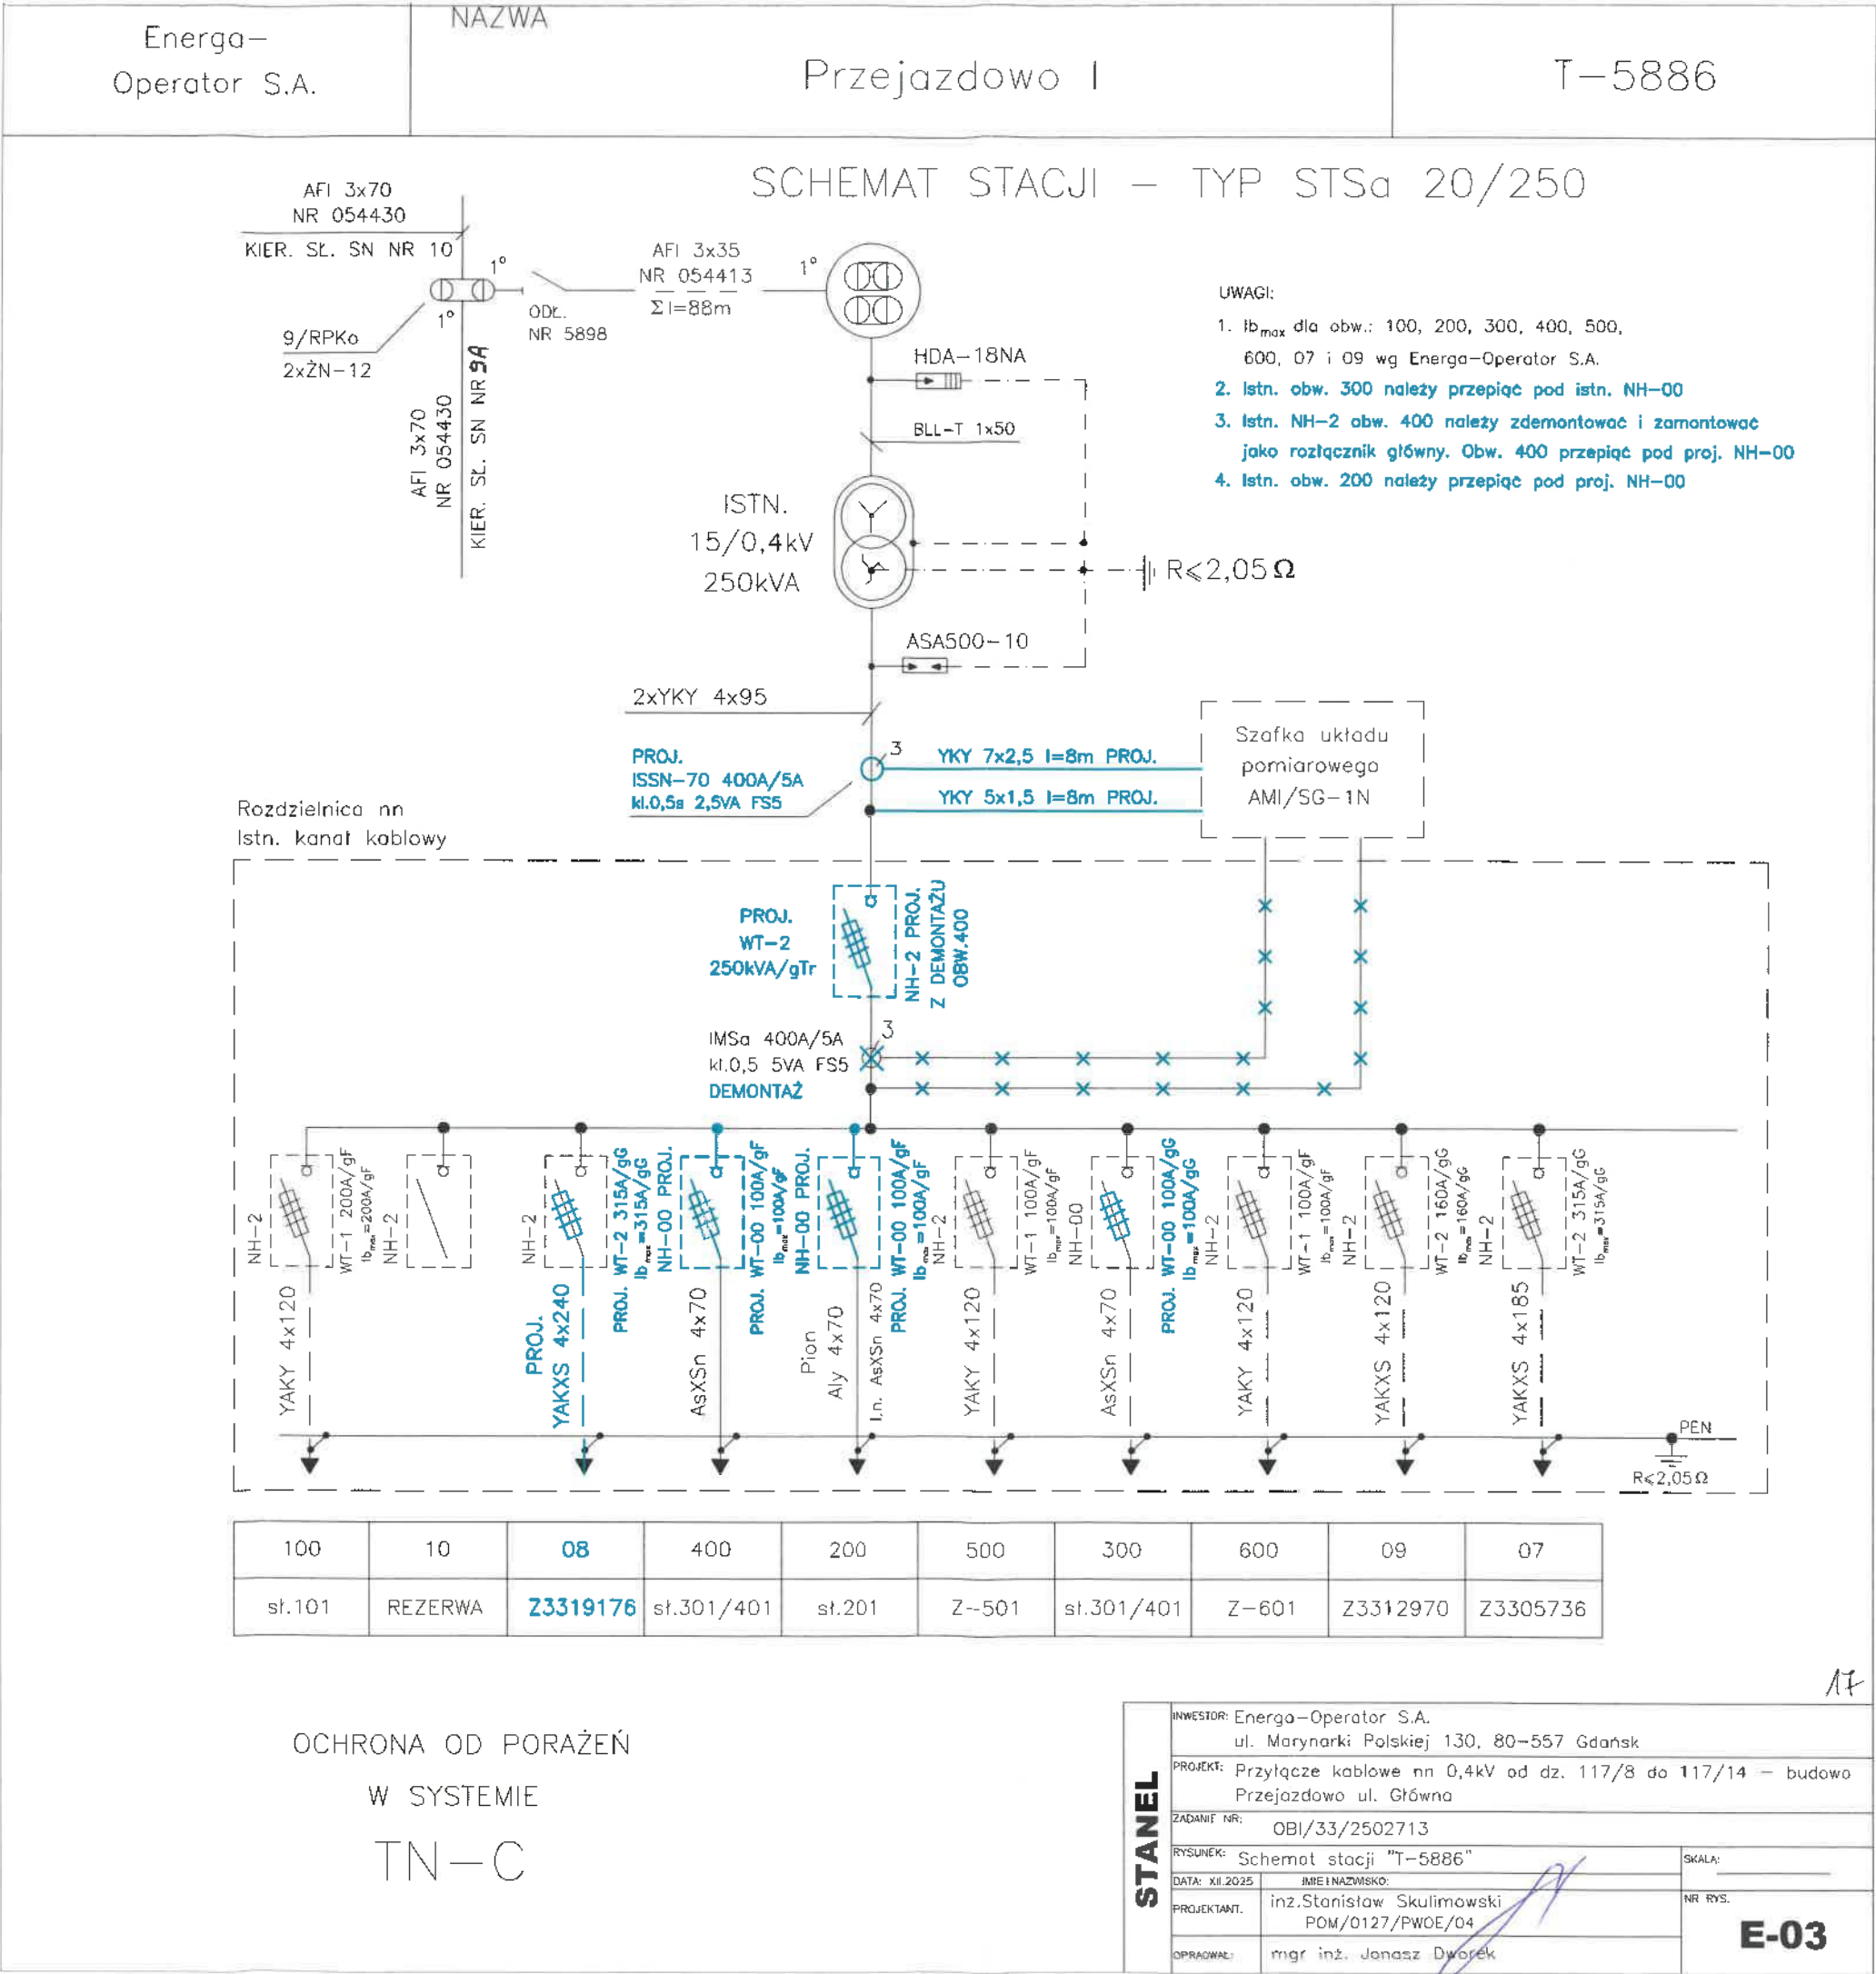 Energa-
Operator S.A.
NAZWA
Przejazdowo I
T-5886
SCHEMAT STACJI - TYP STSa 20/250
AFl 3x70
NR 054430
KIER. SŁ. SN NR 10
1°
9/RPKo
2xŻN-12
1°
ODŁ.
NR 5898
AFl 3x35
NR 054413
Σl=88m
1°
AFl 3x70
NR 054430
KIER. SŁ. SN NR 9A
HDA-18NA
BLL-T 1x50
ISTN.
15/0,4kV
250kVA
R≤2,05Ω
ASA500-10
UWAGI:
1. Ibmax dla obw.: 100, 200, 300, 400, 500,
600, 07 i 09 wg Energa-Operator S.A.
2. Istn. obw. 300 należy przepiąć pod istn. NH-00
3. Istn. NH-2 obw. 400 należy zdemontować i zamontować
jako rozłącznik główny. Obw. 400 przepiąć pod proj. NH-00
4. Istn. obw. 200 należy przepiąć pod proj. NH-00
2xYKY 4x95
PROJ.
ISSN-70 400A/5A
kl.0,5s 2,5VA FS5
3
YKY 7x2,5 l=8m PROJ.
YKY 5x1,5 l=8m PROJ.
Szafka układu
pomiarowego
AMI/SG-1N
Rozdzielnica nn
Istn. kanał kablowy
PROJ.
WT-2
250kVA/gTr
NH-2 PROJ.
Z DEMONTAŻU
OBW.400
IMSa 400A/5A
kl.0,5 5VA FS5
DEMONTAŻ
3
NH-2
WT-1 200A/gF
Ibmax=200A/gF
YAKY 4x120
NH-2
NH-2
PROJ. WT-2 315A/gG
Ibmax=315A/gG
PROJ.
YAKXS 4x240
NH-00 PROJ.
PROJ. WT-00 100A/gF
Ibmax=100A/gF
AsXSn 4x70
NH-00 PROJ.
PROJ. WT-00 100A/gF
Ibmax=100A/gF
Pion
Aly 4x70
l.n. AsXSn 4x70
NH-2
WT-1 100A/gF
Ibmax=100A/gF
YAKY 4x120
NH-00
PROJ. WT-00 100A/gG
Ibmax=100A/gG
AsXSn 4x70
NH-2
WT-1 100A/gF
Ibmax=100A/gF
YAKY 4x120
NH-2
WT-2 160A/gG
Ibmax=160A/gG
YAKXS 4x120
NH-2
WT-2 315A/gG
Ibmax=315A/gG
YAKXS 4x185
PEN
R≤2,05Ω
100 10 08 400 200 500 300 600 09 07
sł.101 REZERWA Z3319176 sł.301/401 sł.201 Z-501 sł.301/401 Z-601 Z3312970 Z3305736
17
OCHRONA OD PORAŻEŃ
W SYSTEMIE
TN-C
STANEL
INWESTOR: Energa-Operator S.A.
ul. Marynarki Polskiej 130, 80-557 Gdańsk
PROJEKT: Przyłącze kablowe nn 0,4kV od dz. 117/8 do 117/14 - budowa
Przejazdowo ul. Główna
ZADANIE NR: OBI/33/2502713
RYSUNEK: Schemat stacji "T-5886"
SKALA:
DATA: XII.2025 IMIĘ I NAZWISKO:
PROJEKTANT. inż.Stanisław Skulimowski
POM/0127/PWOE/04
NR RYS.
E-03
OPRACWAŁ: mgr inż. Jonasz Dworek